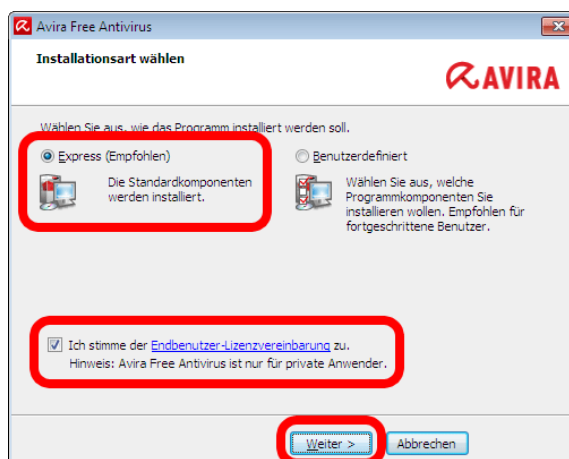 Avira Free Antivirus
Installationsart wählen
AVIRA
Wählen Sie aus, wie das Programm installiert werden soll.
Express (Empfohlen)
Die Standardkomponenten
werden installiert.
Benutzerdefiniert
Wählen Sie aus, welche
Programmkomponenten Sie
installieren wollen. Empfohlen für
fortgeschrittene Benutzer.
Ich stimme der Endbenutzer-Lizenzvereinbarung zu.
Hinweis: Avira Free Antivirus ist nur für private Anwender.
Weiter >
Abbrechen